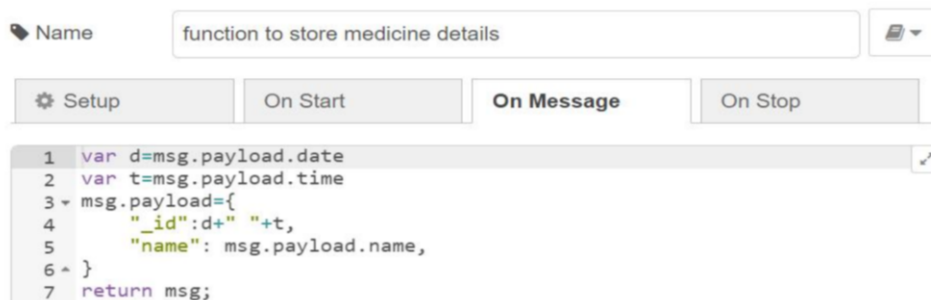 Name function to store medicine details
Setup On Start On Message On Stop
1 var d=msg.payload.date
2 var t=msg.payload.time
3 msg.payload={
4 "_id":d+" "+t,
5 "name": msg.payload.name,
6 }
7 return msg;